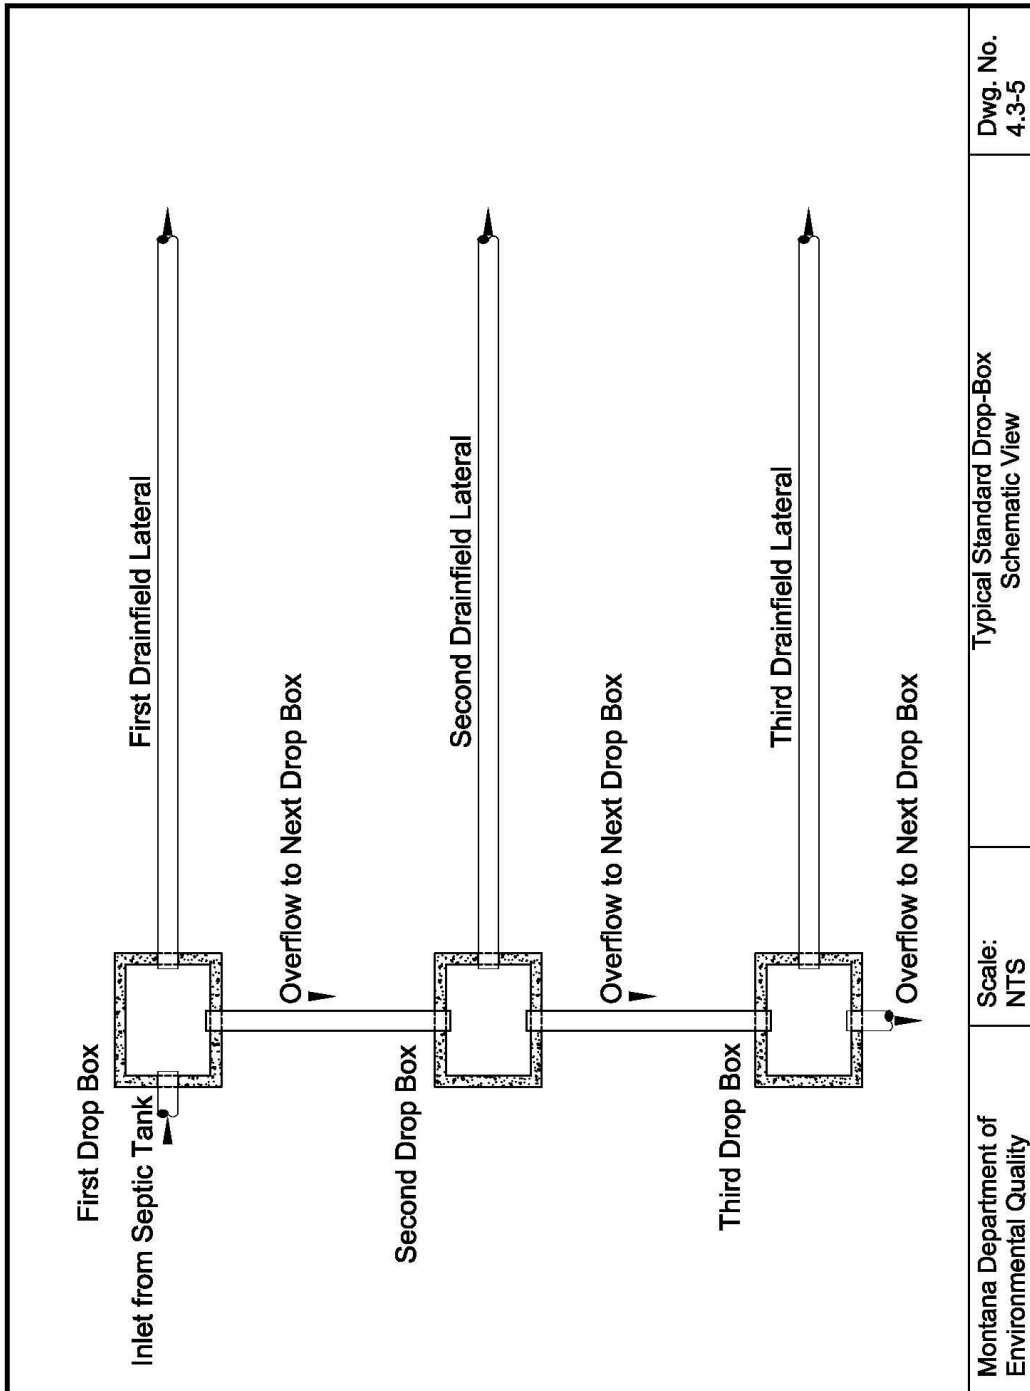 First Drop Box
Inlet from Septic Tank
First Drainfield Lateral
Overflow to Next Drop Box
Second Drop Box
Second Drainfield Lateral
Overflow to Next Drop Box
Third Drop Box
Third Drainfield Lateral
Overflow to Next Drop Box
Montana Department of
Environmental Quality
Scale:
NTS
Typical Standard Drop-Box
Schematic View
Dwg. No.
4.3-5